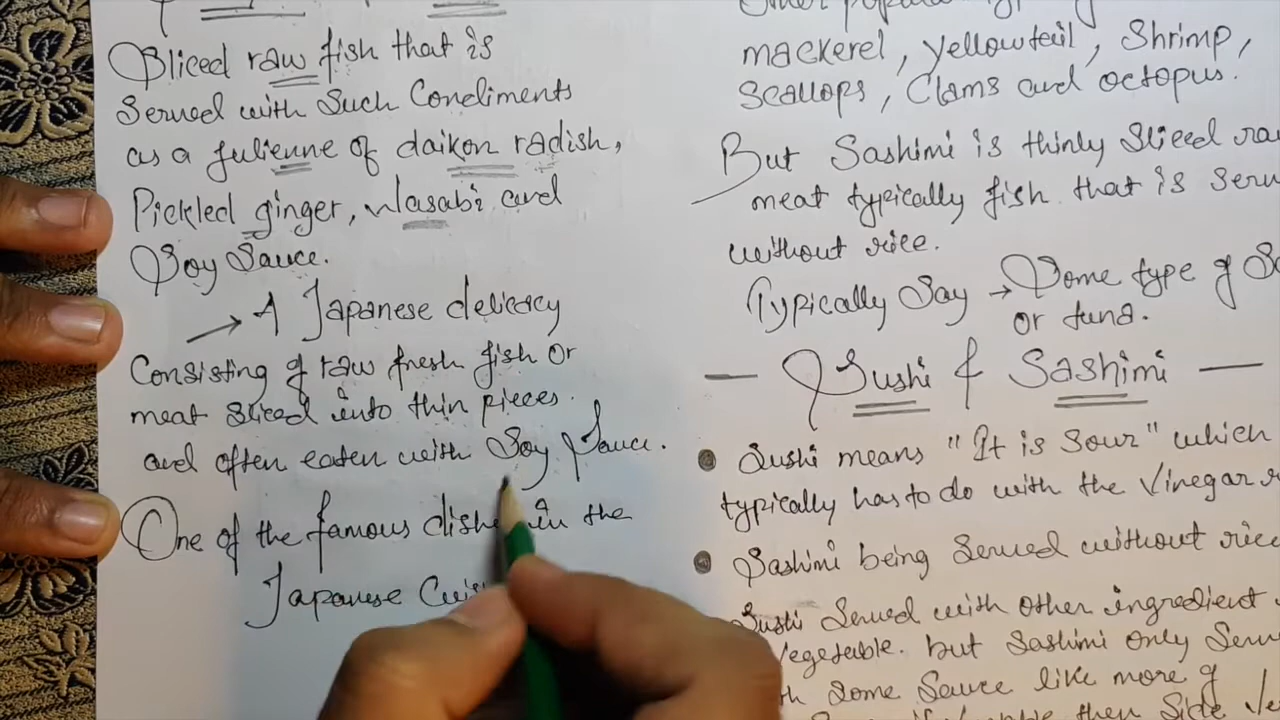 Sliced raw fish that is
Served with Such Condiments
as a julienne of daikon radish,
Pickled ginger, Wasabi and
Soy Sauce.
→ A Japanese delicacy
Consisting of raw fresh fish or
meat sliced into thin pieces.
and often eaten with Soy Sauce.
One of the famous dishe in the
Japanese
mackerel, yellowtail, Shrimp,
Scallops, Clams and octopus.
But Sashimi is thinly Sliced
meat typically fish that is
without rice.
Typically Say → Some type of
or tuna.
— Sushi & Sashimi —
• Sushi means "It is Sour" which
typically has to do with the Vinegar
• Sashimi being Served without rice
Sushi Served with other ingredient
Vegetable. but Sashimi Only
Some Sauce like more of
then Side